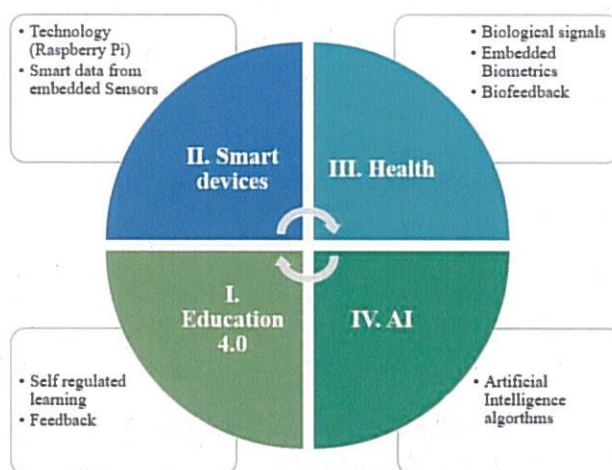 • Technology
(Raspberry Pi)
• Smart data from
embedded Sensors
• Biological signals
• Embedded
Biometrics
• Biofeedback
II. Smart
devices
III. Health
I.
Education
4.0
IV. AI
• Self regulated
learning
• Feedback
• Artificial
Intelligence
algorthms